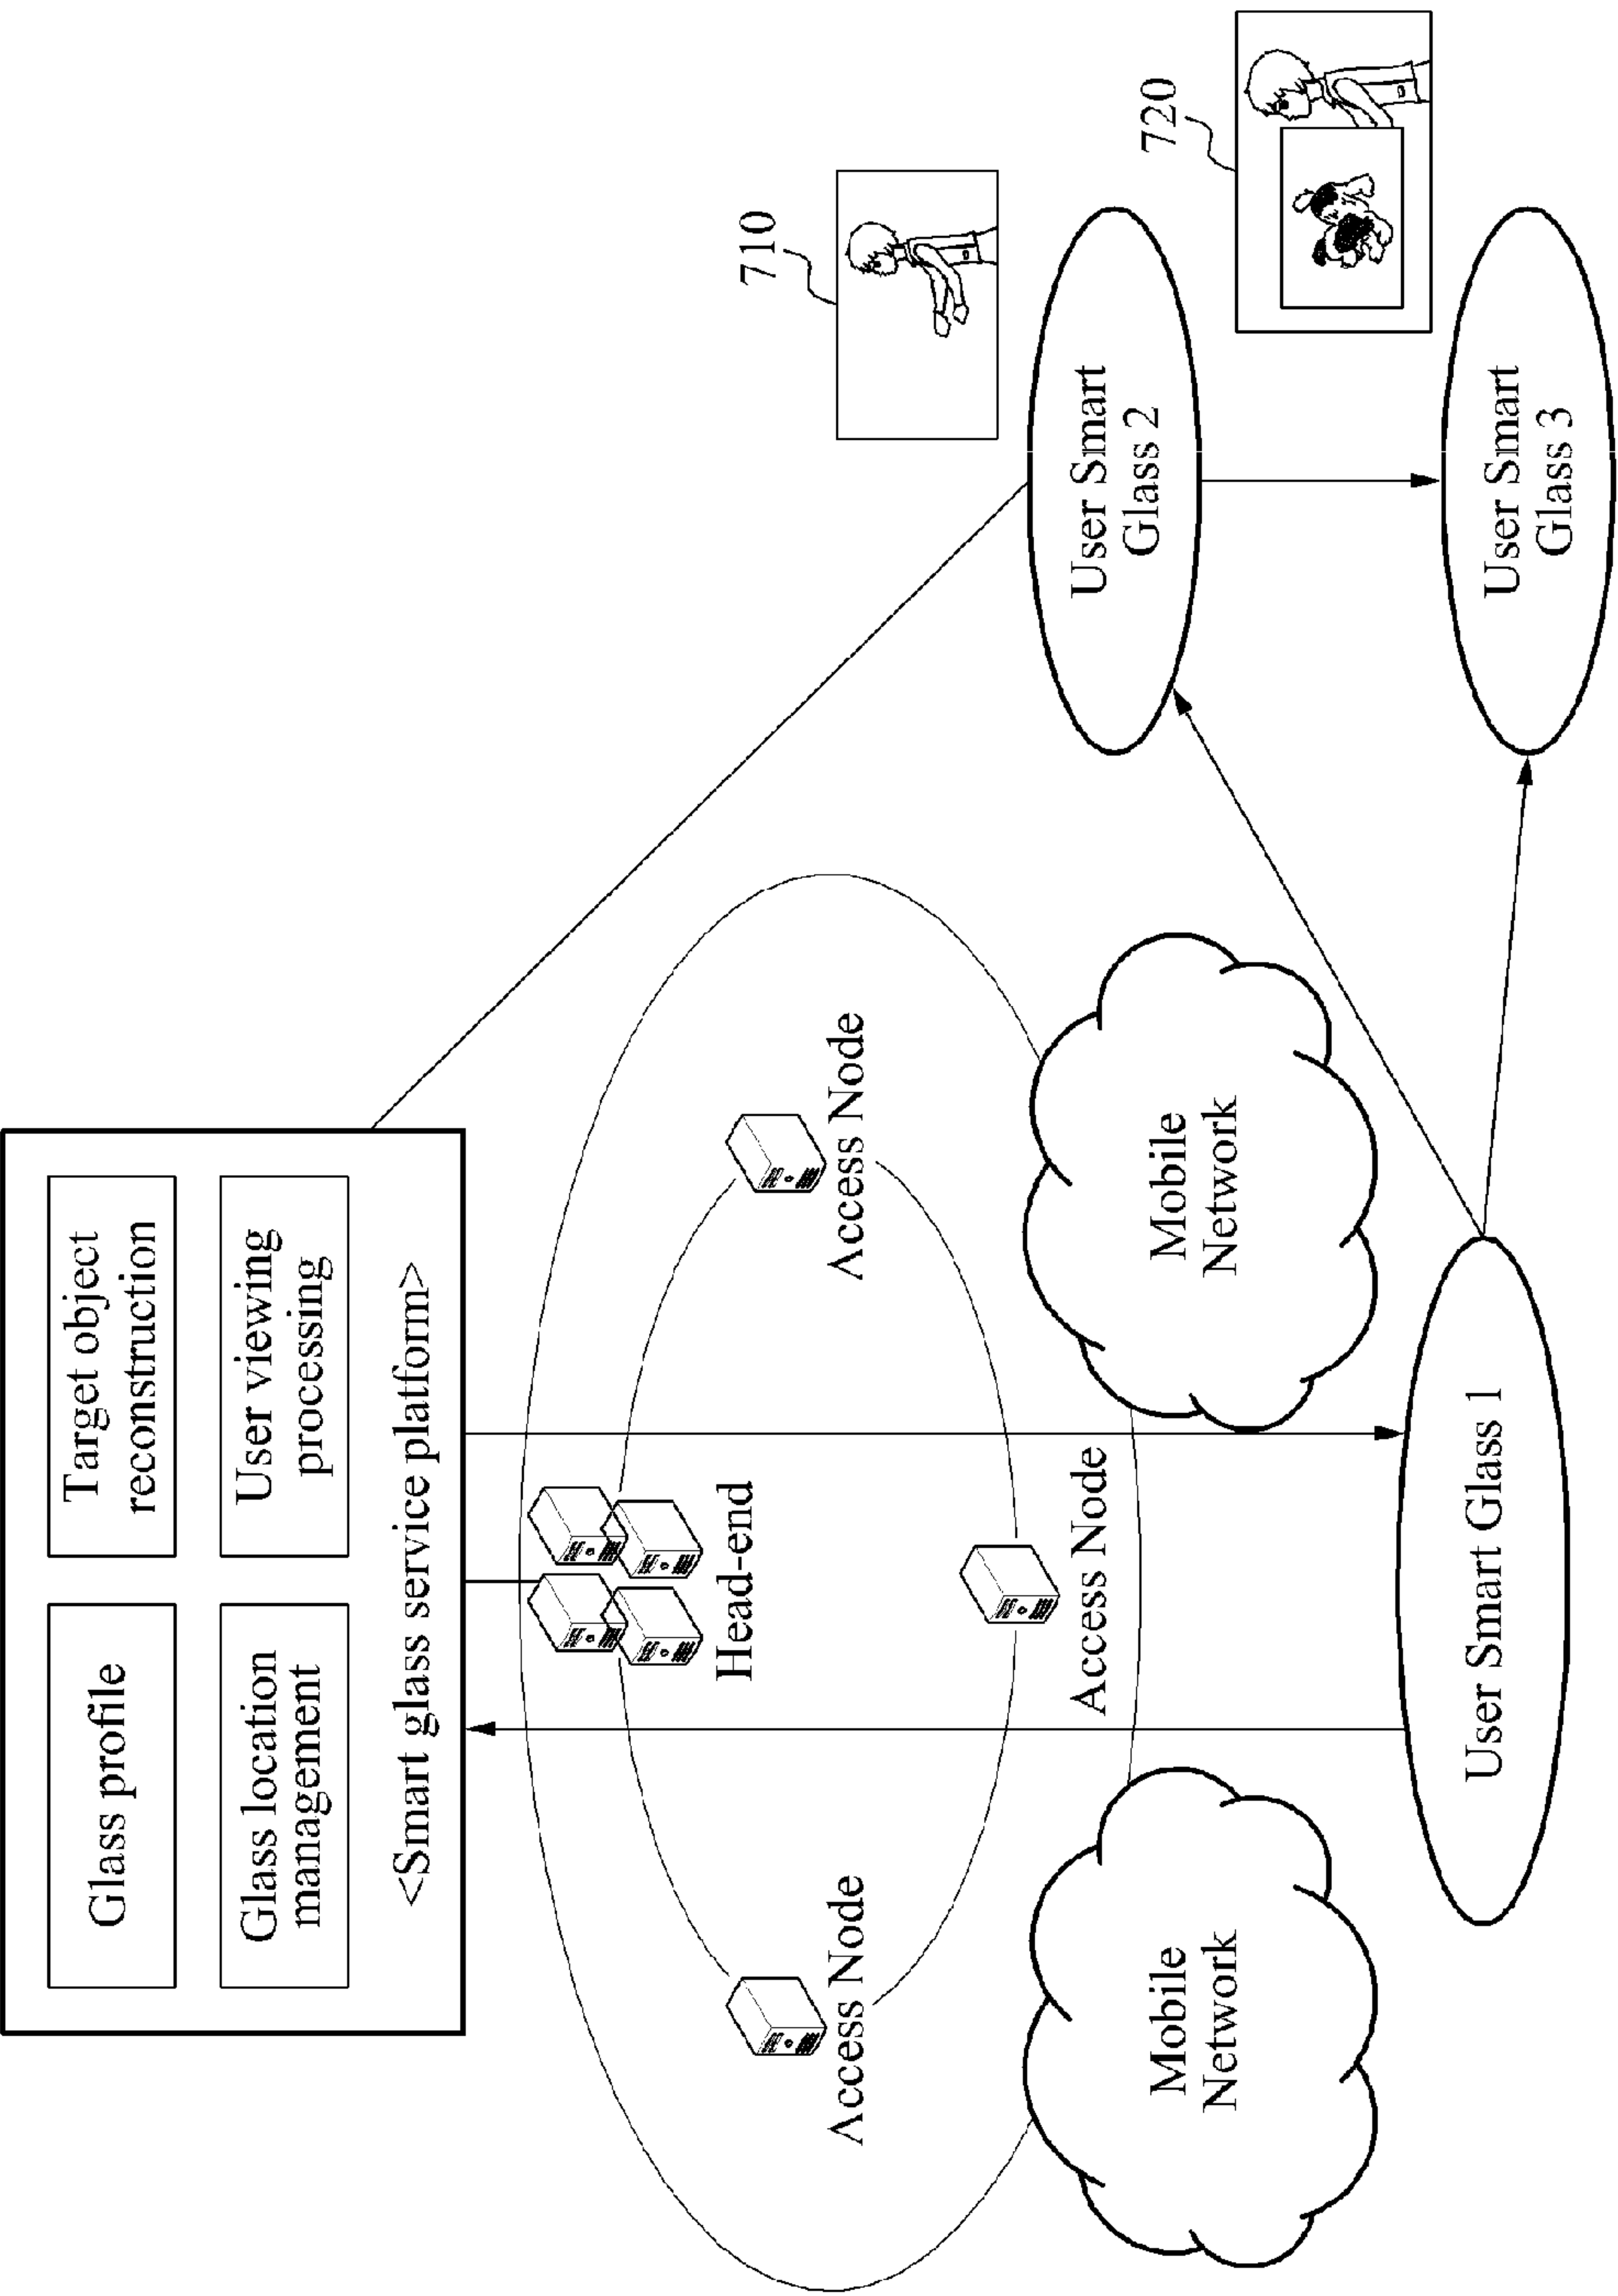 Glass profile
Target object
reconstruction
Glass location
management
User viewing
processing
<Smart glass service platform>
Head-end
Access Node
Access Node
Access Node
Mobile
Network
Mobile
Network
User Smart Glass 1
710
User Smart
Glass 2
720
User Smart
Glass 3